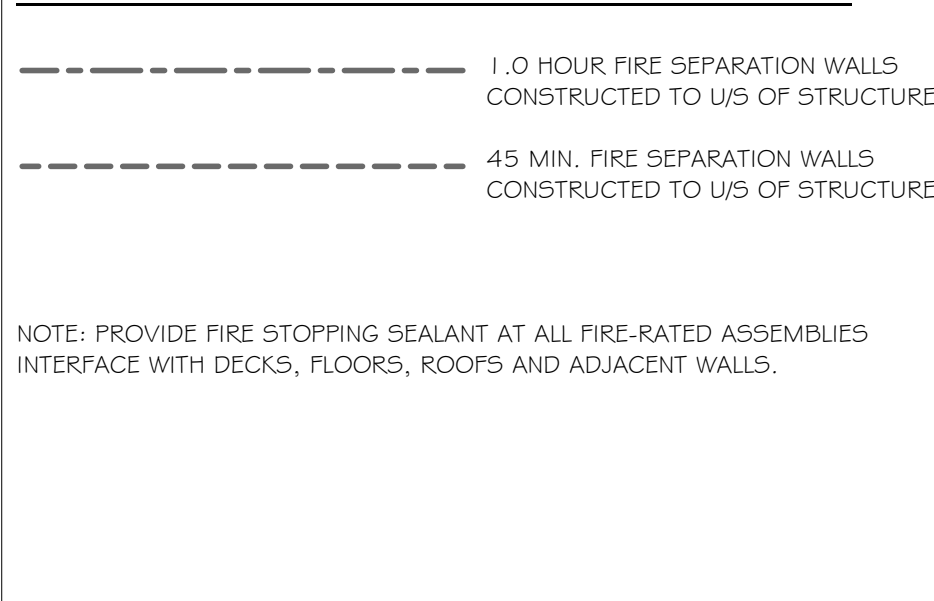 1.0 HOUR FIRE SEPARATION WALLS
CONSTRUCTED TO U/S OF STRUCTURE
45 MIN. FIRE SEPARATION WALLS
CONSTRUCTED TO U/S OF STRUCTURE
NOTE: PROVIDE FIRE STOPPING SEALANT AT ALL FIRE-RATED ASSEMBLIES
INTERFACE WITH DECKS, FLOORS, ROOFS AND ADJACENT WALLS.